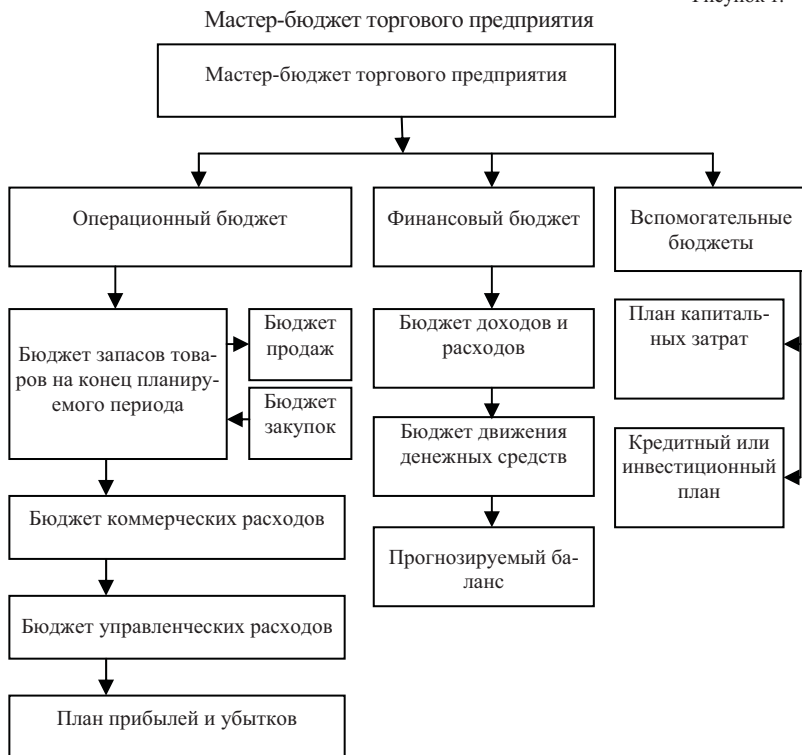 Рисунок 1.
Мастер-бюджет торгового предприятия
Мастер-бюджет торгового предприятия
Операционный бюджет
Финансовый бюджет
Вспомогательные
бюджеты
Бюджет запасов това-
ров на конец планиру-
емого периода
Бюджет
продаж
Бюджет
закупок
Бюджет коммерческих расходов
Бюджет управленческих расходов
План прибылей и убытков
Бюджет доходов и
расходов
Бюджет движения
денежных средств
Прогнозируемый ба-
ланс
План капиталь-
ных затрат
Кредитный или
инвестиционный
план